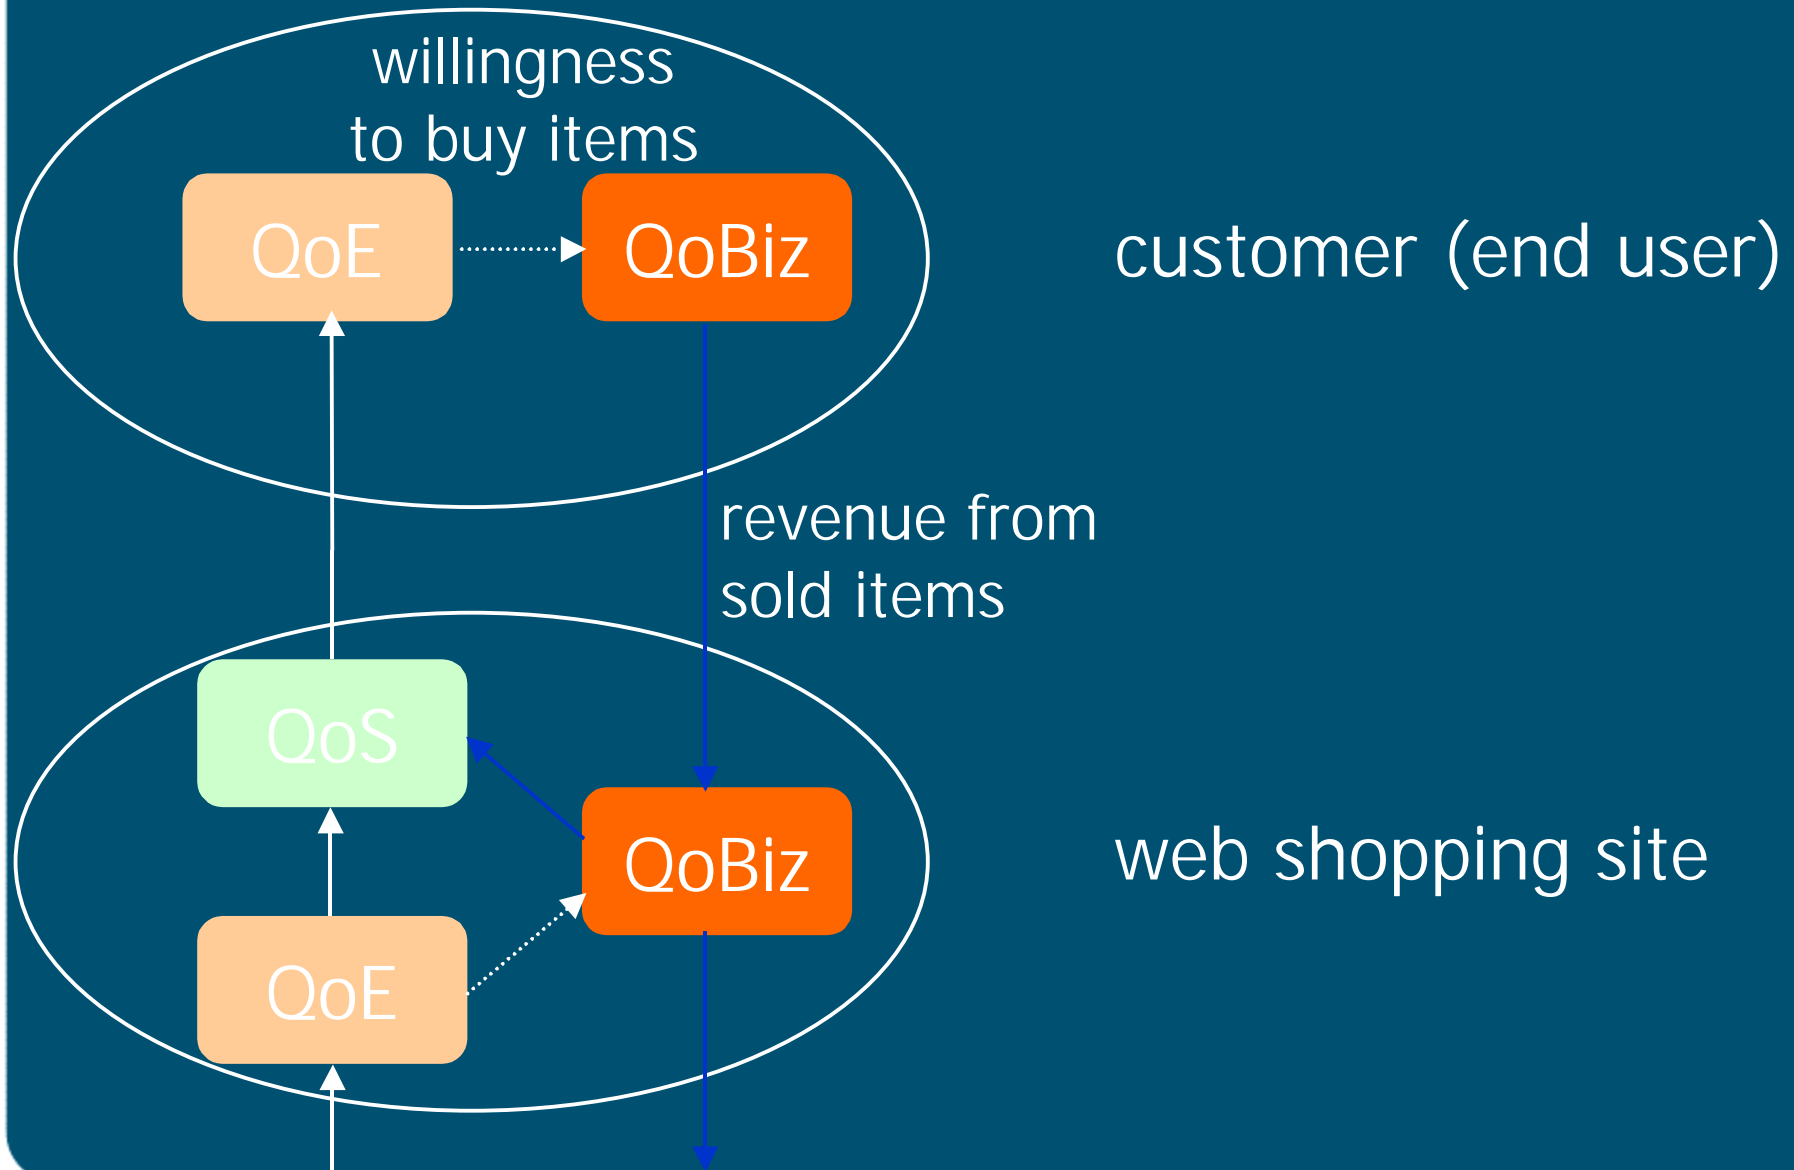 willingness
to buy items
QoE
QoBiz
customer (end user)
revenue from
sold items
QoS
QoBiz
web shopping site
QoE